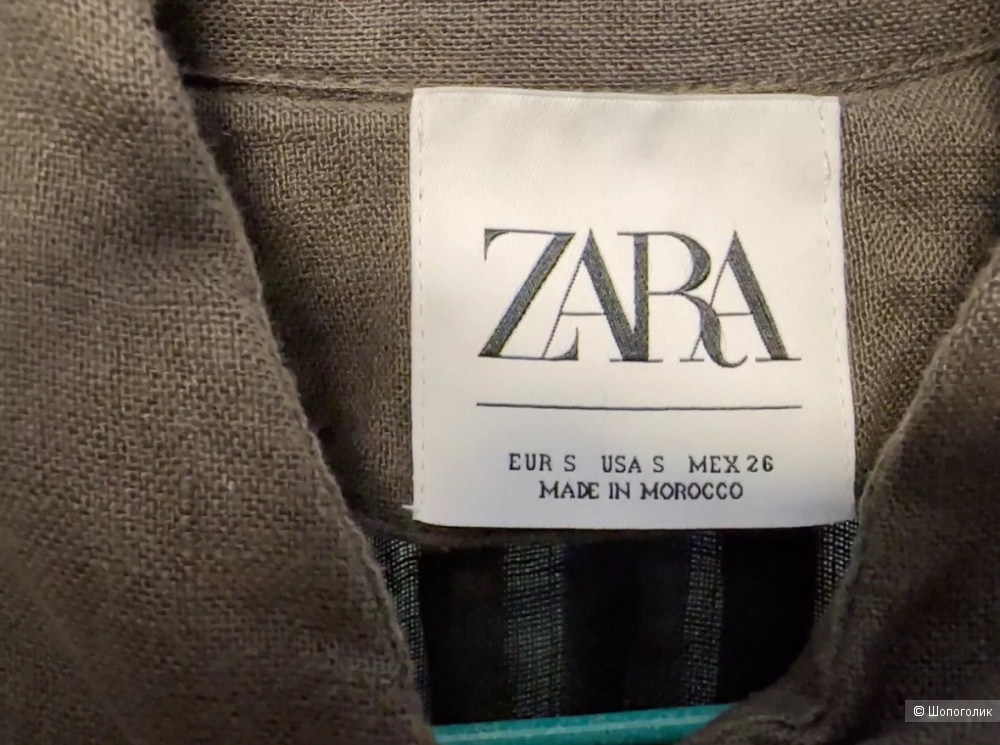 ZARA
EUR S USA S MEX 26
MADE IN MOROCCO
© Шопоголик